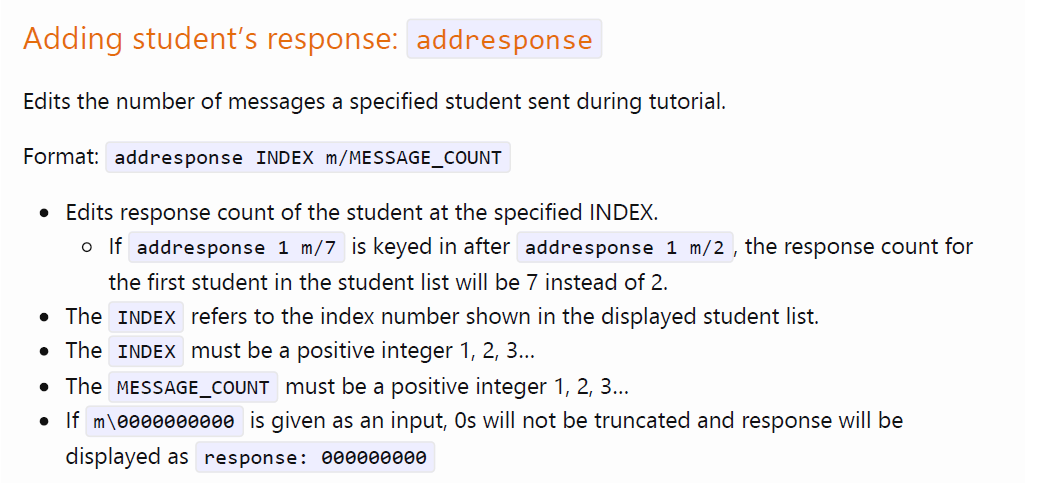 Adding student’s response: addresponse
Edits the number of messages a specified student sent during tutorial.
Format: addresponse INDEX m/MESSAGE_COUNT
• Edits response count of the student at the specified INDEX.
◦ If addresponse 1 m/7 is keyed in after addresponse 1 m/2, the response count for
the first student in the student list will be 7 instead of 2.
• The INDEX refers to the index number shown in the displayed student list.
• The INDEX must be a positive integer 1, 2, 3…
• The MESSAGE_COUNT must be a positive integer 1, 2, 3…
• If m\0000000000 is given as an input, 0s will not be truncated and response will be
displayed as response: 000000000